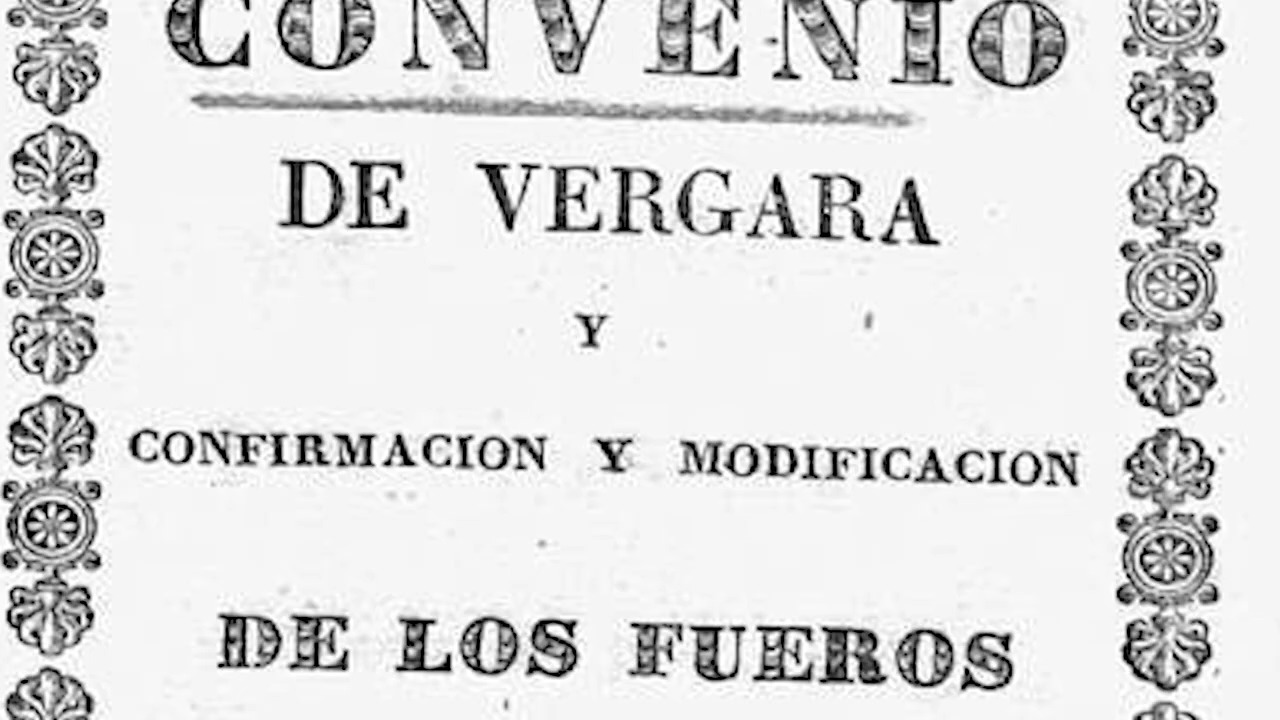 CONVENIO
DE VERGARA
Y
CONFIRMACION Y MODIFICACION
DE LOS FUEROS